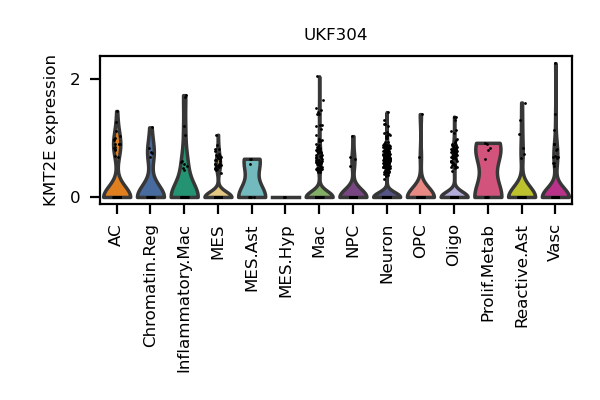 UKF304
KMT2E expression
2
0
AC
Chromatin.Reg
Inflammatory.Mac
MES
MES.Ast
MES.Hyp
Mac
NPC
Neuron
OPC
Oligo
Prolif.Metab
Reactive.Ast
Vasc